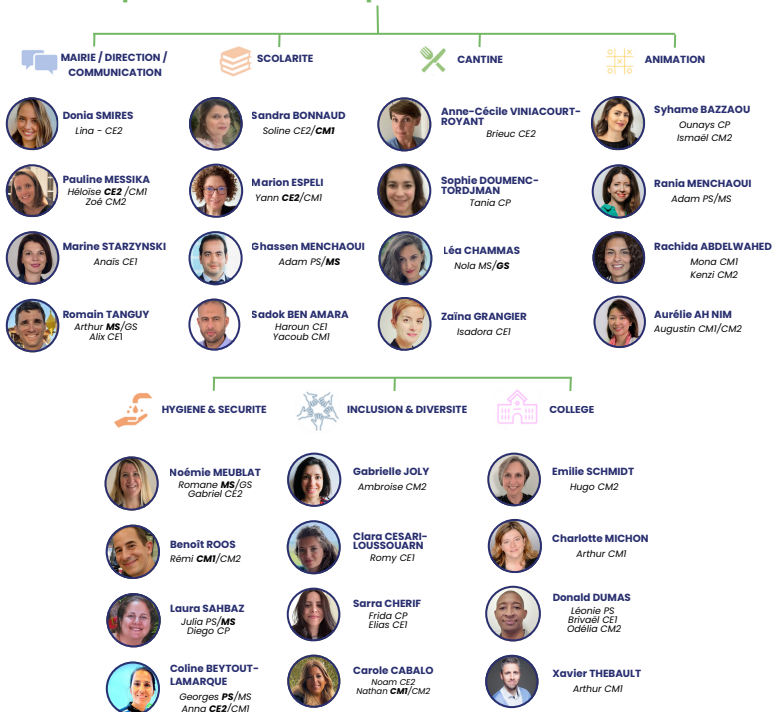 MAIRIE / DIRECTION /
COMMUNICATION
Donia SMIRES
Lina - CE2
Pauline MESSIKA
Héloïse CE2 /CM1
Zoé CM2
Marine STARZYNSKI
Anaïs CE1
Romain TANGUY
Arthur MS/GS
Alix CE1
SCOLARITE
Sandra BONNAUD
Soline CE2/CM1
Marion ESPELI
Yann CE2/CM1
Ghassen MENCHAOUI
Adam PS/MS
Sadok BEN AMARA
Haroun CE1
Yacoub CM1
CANTINE
Anne-Cécile VINIACOURT-
ROYANT
Brieuc CE2
Sophie DOUMENC-
TORDJMAN
Tania CP
Léa CHAMMAS
Nola MS/GS
Zaïna GRANGIER
Isadora CE1
ANIMATION
Syhame BAZZAOU
Ounays CP
Ismaël CM2
Rania MENCHAOUI
Adam PS/MS
Rachida ABDELWAHED
Mona CM1
Kenzi CM2
Aurélie AH NIM
Augustin CM1/CM2
HYGIENE & SECURITE
Noémie MEUBLAT
Romane MS/GS
Gabriel CE2
Benoît ROOS
Rémi CM1/CM2
Laura SAHBAZ
Julia PS/MS
Diego CP
Coline BEYTOUT-
LAMARQUE
Georges PS/MS
Anna CE2/CM1
INCLUSION & DIVERSITE
Gabrielle JOLY
Ambroise CM2
Clara CESARI-
LOUSSOUARN
Romy CE1
Sarra CHERIF
Frida CP
Elias CE1
Carole CABALO
Noam CE2
Nathan CM1/CM2
COLLEGE
Emilie SCHMIDT
Hugo CM2
Charlotte MICHON
Arthur CM1
Donald DUMAS
Léonie PS
Brivaël CE1
Odélia CM2
Xavier THEBAULT
Arthur CM1